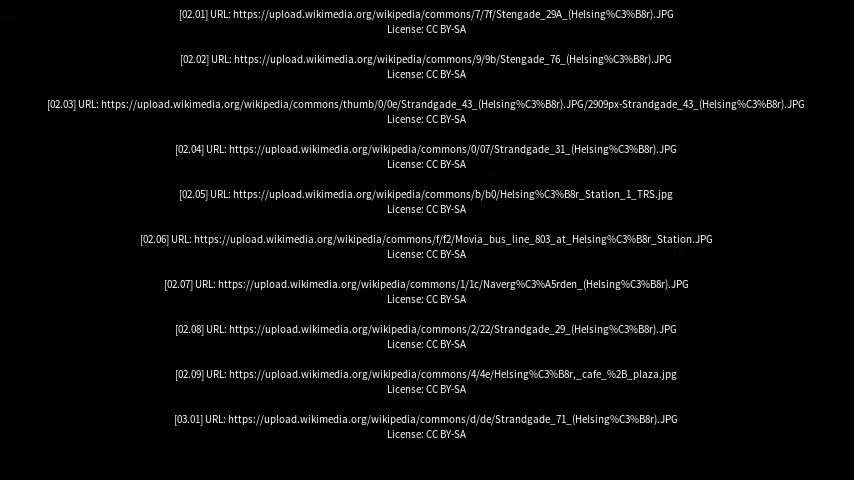 [02.01] URL: https://upload.wikimedia.org/wikipedia/commons/7/7f/Stengade_29A_(Helsing%C3%B8r).JPG
License: CC BY-SA
[02.02] URL: https://upload.wikimedia.org/wikipedia/commons/9/9b/Stengade_76_(Helsing%C3%B8r).JPG
License: CC BY-SA
[02.03] URL: https://upload.wikimedia.org/wikipedia/commons/thumb/0/0e/Strandgade_43_(Helsing%C3%B8r).JPG/2909px-Strandgade_43_(Helsing%C3%B8r).JPG
License: CC BY-SA
[02.04] URL: https://upload.wikimedia.org/wikipedia/commons/0/07/Strandgade_31_(Helsing%C3%B8r).JPG
License: CC BY-SA
[02.05] URL: https://upload.wikimedia.org/wikipedia/commons/b/b0/Helsing%C3%B8r_Station_1_TRS.jpg
License: CC BY-SA
[02.06] URL: https://upload.wikimedia.org/wikipedia/commons/f/f2/Movia_bus_line_803_at_Helsing%C3%B8r_Station.JPG
License: CC BY-SA
[02.07] URL: https://upload.wikimedia.org/wikipedia/commons/1/1c/Naverg%C3%A5rden_(Helsing%C3%B8r).JPG
License: CC BY-SA
[02.08] URL: https://upload.wikimedia.org/wikipedia/commons/2/22/Strandgade_29_(Helsing%C3%B8r).JPG
License: CC BY-SA
[02.09] URL: https://upload.wikimedia.org/wikipedia/commons/4/4e/Helsing%C3%B8r,_cafe_%2B_plaza.jpg
License: CC BY-SA
[03.01] URL: https://upload.wikimedia.org/wikipedia/commons/d/de/Strandgade_71_(Helsing%C3%B8r).JPG
License: CC BY-SA